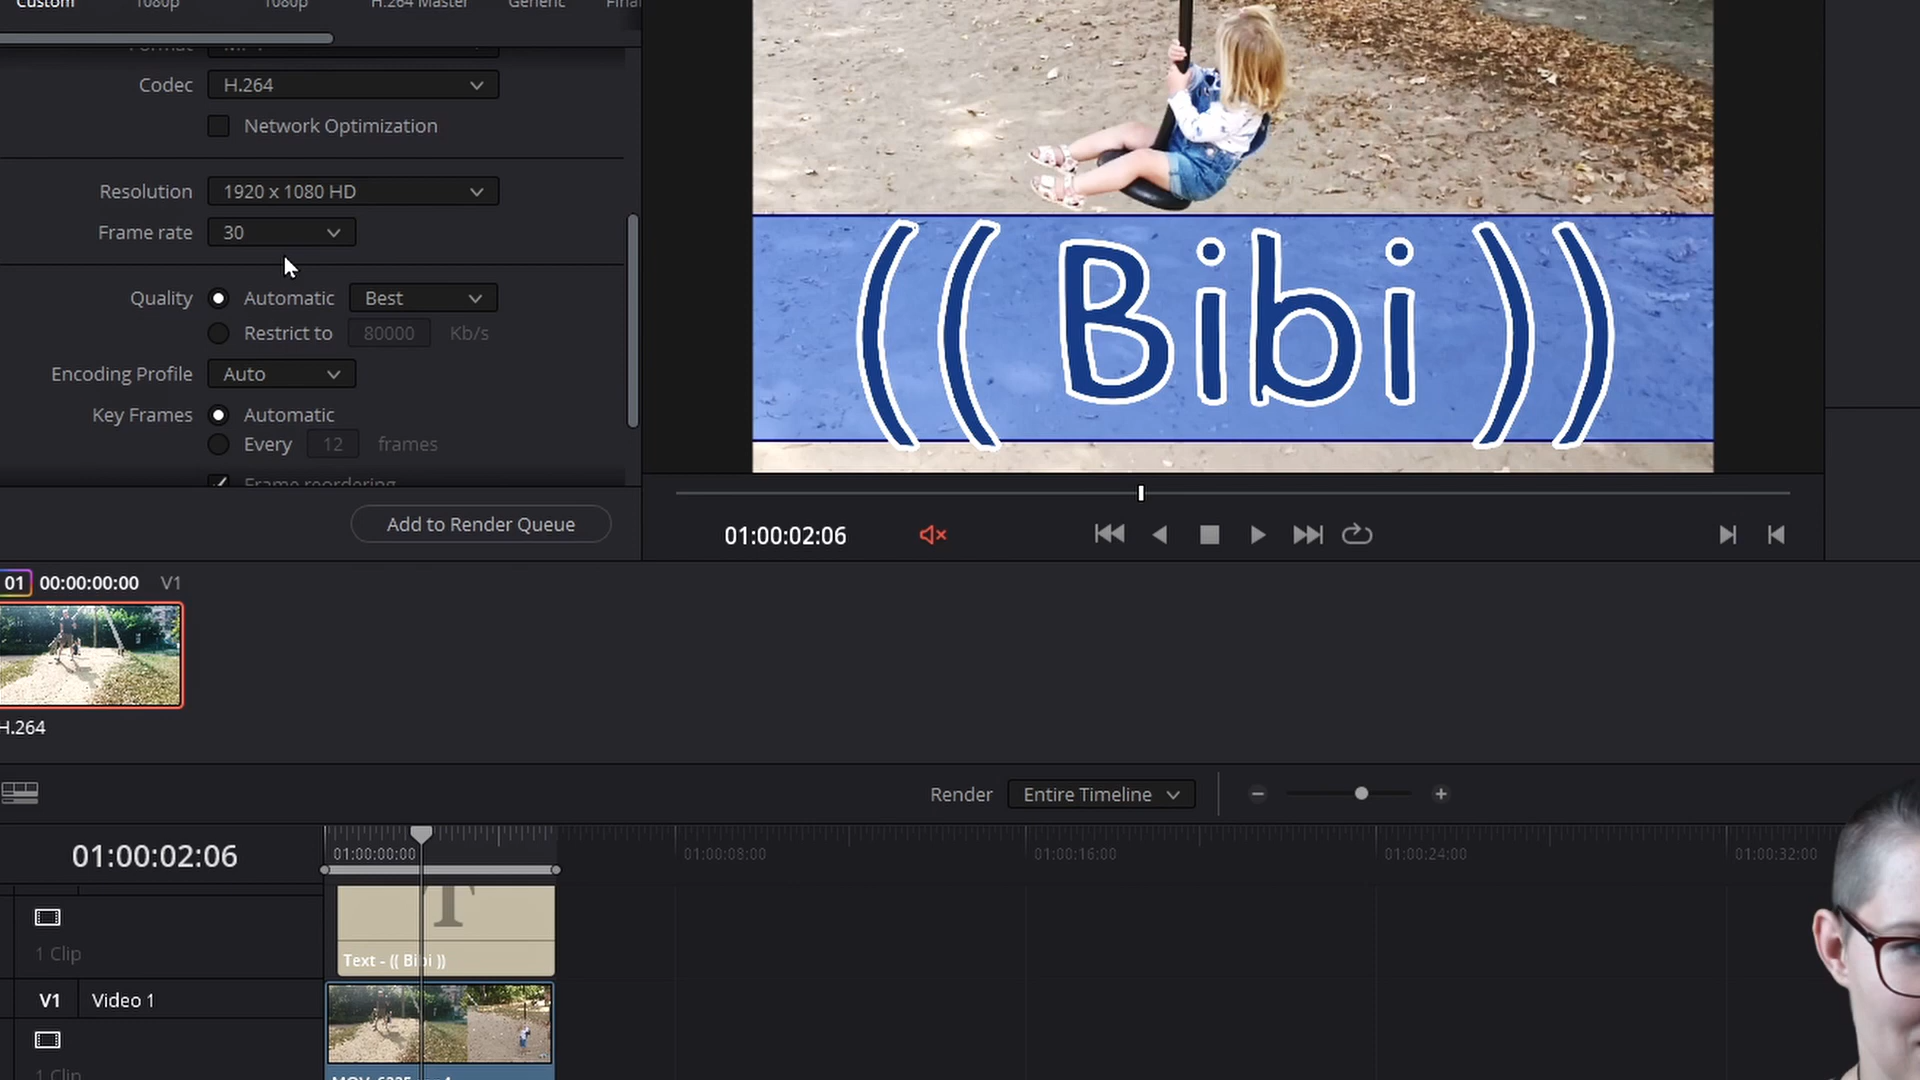 Custom 1080p 1080p H.264 Master Generic
Format MP4
Codec H.264
Network Optimization
Resolution 1920 x 1080 HD
Frame rate 30
Quality Automatic Best
Restrict to 80000 Kb/s
Encoding Profile Auto
Key Frames Automatic
Every 12 frames
Frame reordering
Add to Render Queue
(( Bibi ))
01:00:02:06
01 00:00:00:00 V1
H.264
Render Entire Timeline
01:00:02:06
01:00:00:00 01:00:08:00 01:00:16:00 01:00:24:00 01:00:32:00
T
1 Clip
Text - (( Bibi ))
V1 Video 1
1 Clip